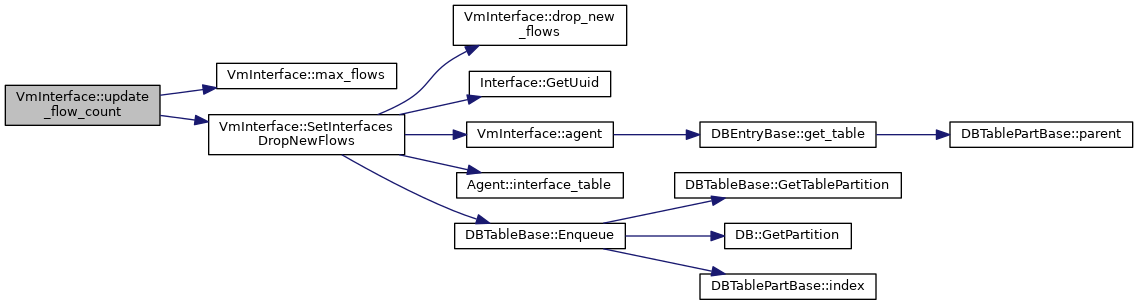 VmInterface::update
_flow_count
VmInterface::max_flows
VmInterface::SetInterfaces
DropNewFlows
VmInterface::drop_new
_flows
Interface::GetUuid
VmInterface::agent
Agent::interface_table
DBTableBase::Enqueue
DBEntryBase::get_table
DBTableBase::GetTablePartition
DB::GetPartition
DBTablePartBase::index
DBTablePartBase::parent